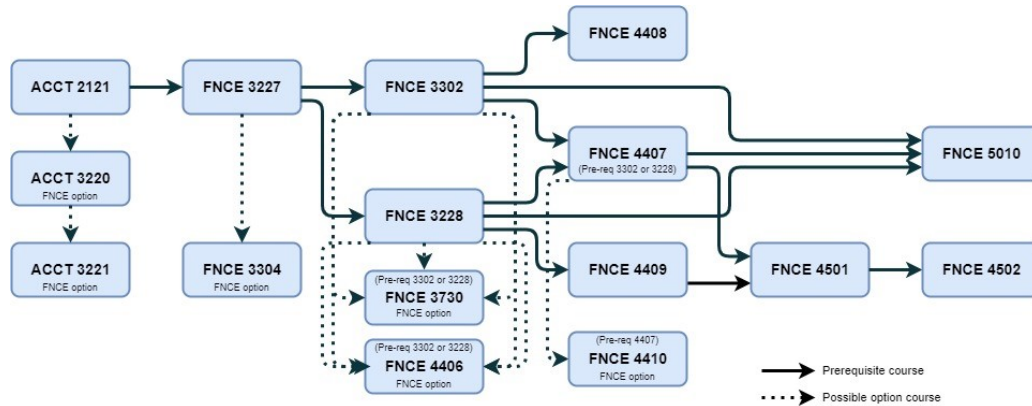 FNCE 4408
ACCT 2121
FNCE 3227
FNCE 3302
FNCE 4407
(Pre-req 3302 or 3228)
FNCE 5010
ACCT 3220
FNCE option
FNCE 3228
ACCT 3221
FNCE option
FNCE 3304
FNCE option
(Pre-req 3302 or 3228)
FNCE 3730
FNCE option
FNCE 4409
FNCE 4501
FNCE 4502
(Pre-req 3302 or 3228)
FNCE 4406
FNCE option
(Pre-req 4407)
FNCE 4410
FNCE option
Prerequisite course
Possible option course